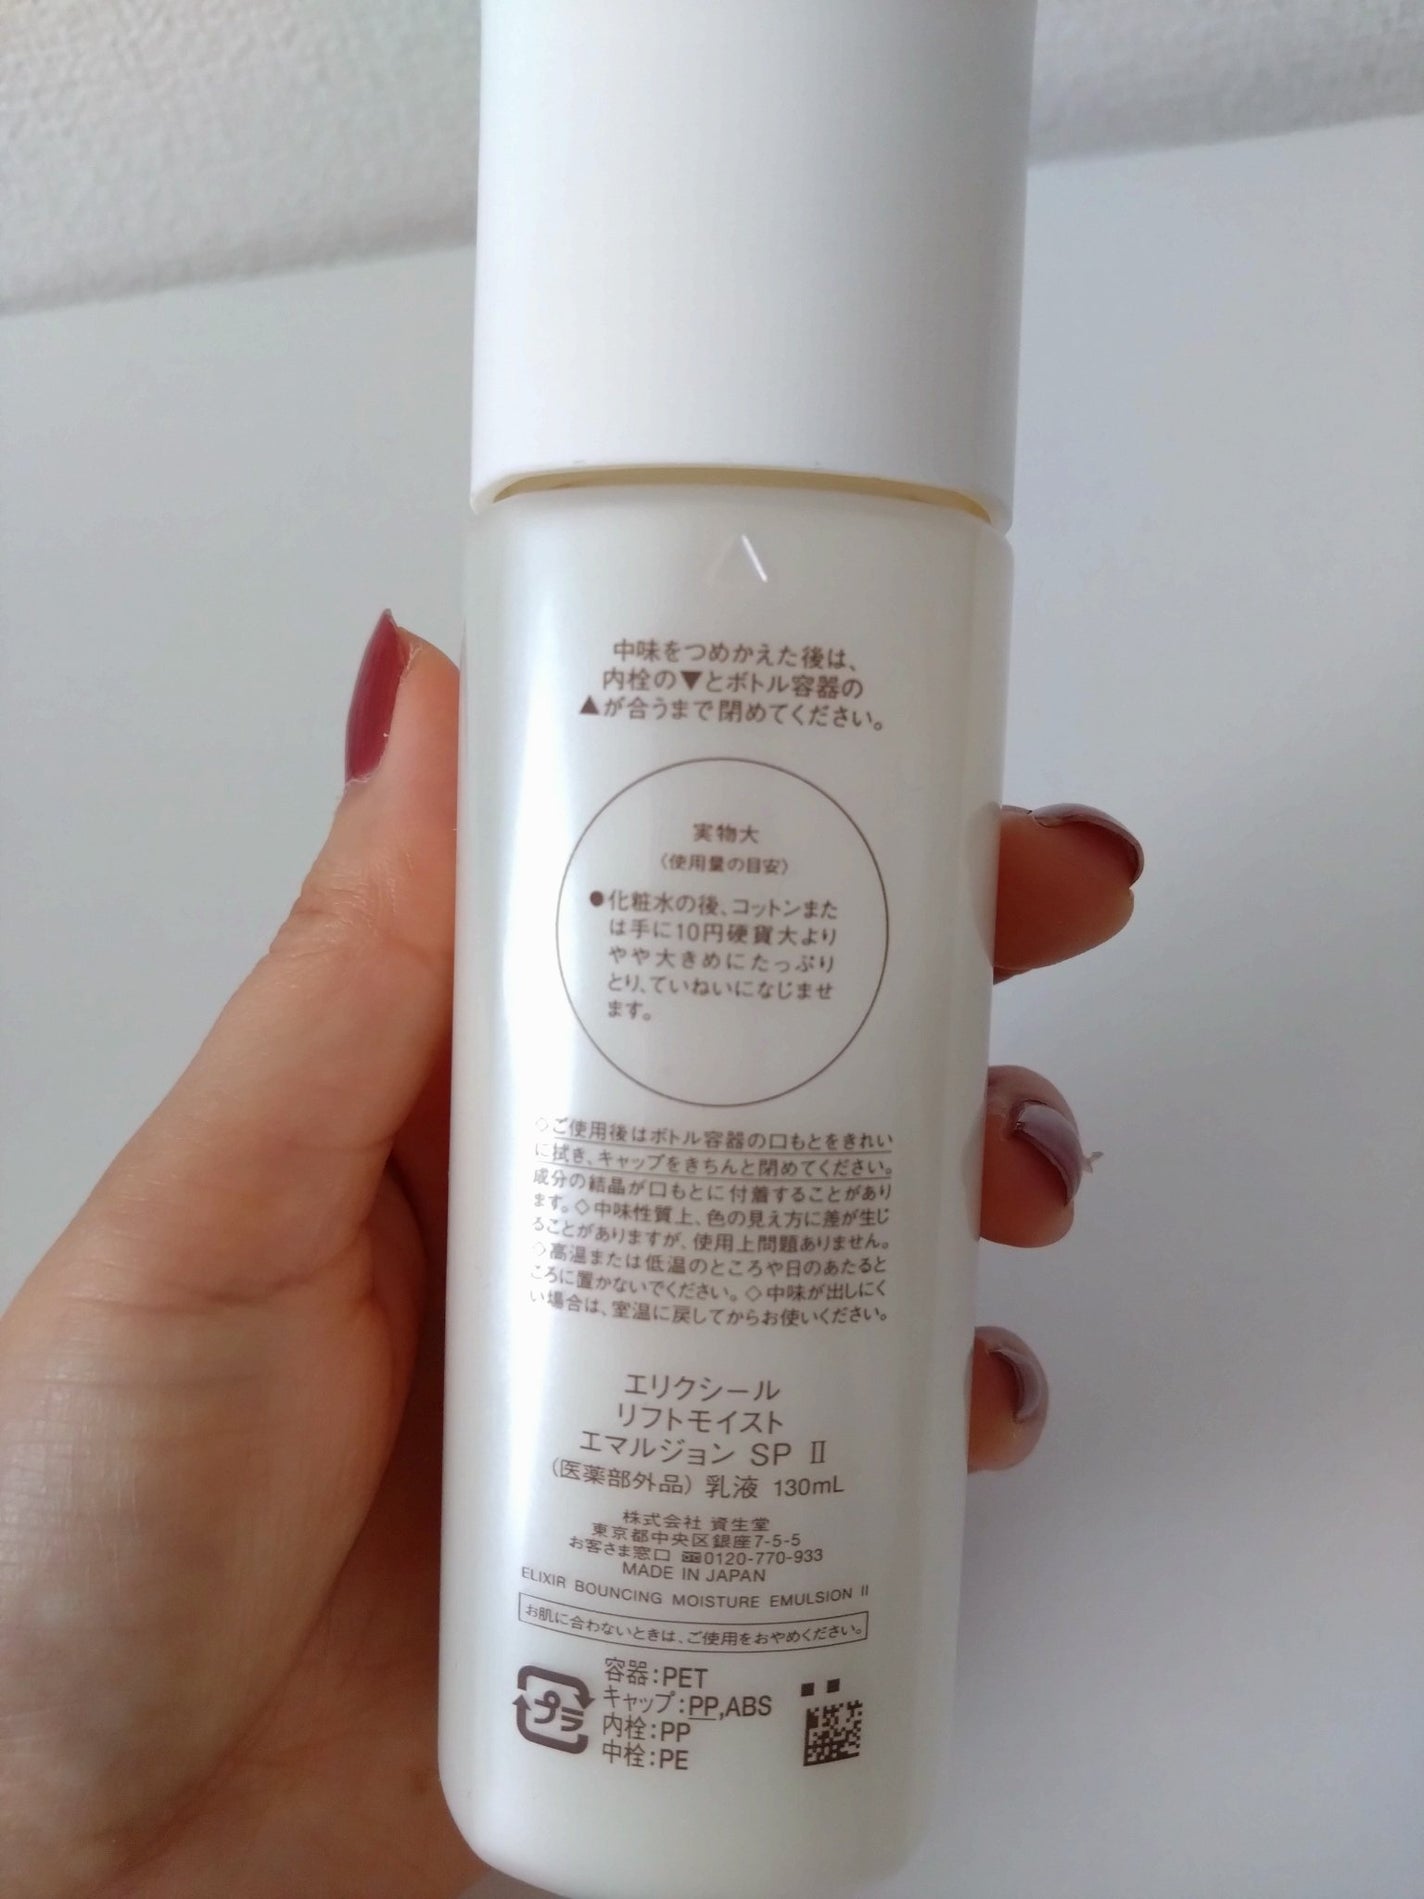 中味をつめかえた後は、
内栓の▼とボトル容器の
▲が合うまで閉めてください。
実物大
〈使用量の目安〉
●化粧水の後、コットンまた
は手に10円硬貨大より
やや大きめにたっぷり
とり、ていねいになじませ
ます。
◇ご使用後はボトル容器の口もとをきれい
に拭き、キャップをきちんと閉めてください。
成分の結晶が口もとに付着することがあり
ます。◇中味性質上、色の見え方に差が生じ
ることがありますが、使用上問題ありません。
◇高温または低温のところや日のあたると
ころに置かないでください。◇中味が出しにく
い場合は、室温に戻してからお使いください。
エリクシール
リフトモイスト
エマルジョン SP Ⅱ
(医薬部外品) 乳液 130mL
株式会社 資生堂
東京都中央区銀座7-5-5
お客さま窓口 0120-770-933
MADE IN JAPAN
ELIXIR BOUNCING MOISTURE EMULSION II
お肌に合わないときは、ご使用をおやめください。
プラ
容器:PET
キャップ:PP,ABS
内栓:PP
中栓:PE